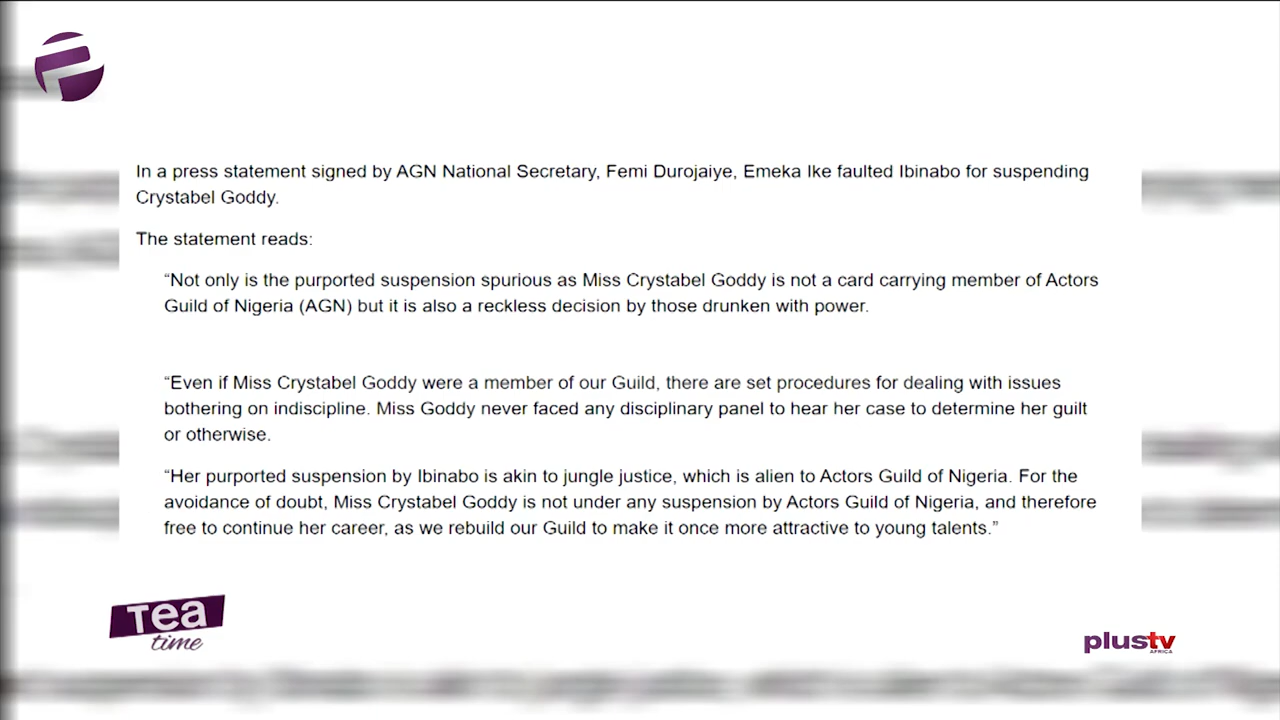 In a press statement signed by AGN National Secretary, Femi Durojaiye, Emeka Ike faulted Ibinabo for suspending
Crystabel Goddy.
The statement reads:
“Not only is the purported suspension spurious as Miss Crystabel Goddy is not a card carrying member of Actors
Guild of Nigeria (AGN) but it is also a reckless decision by those drunken with power.
“Even if Miss Crystabel Goddy were a member of our Guild, there are set procedures for dealing with issues
bothering on indiscipline. Miss Goddy never faced any disciplinary panel to hear her case to determine her guilt
or otherwise.
“Her purported suspension by Ibinabo is akin to jungle justice, which is alien to Actors Guild of Nigeria. For the
avoidance of doubt, Miss Crystabel Goddy is not under any suspension by Actors Guild of Nigeria, and therefore
free to continue her career, as we rebuild our Guild to make it once more attractive to young talents.”
Tea
time
plustv
AFRICA